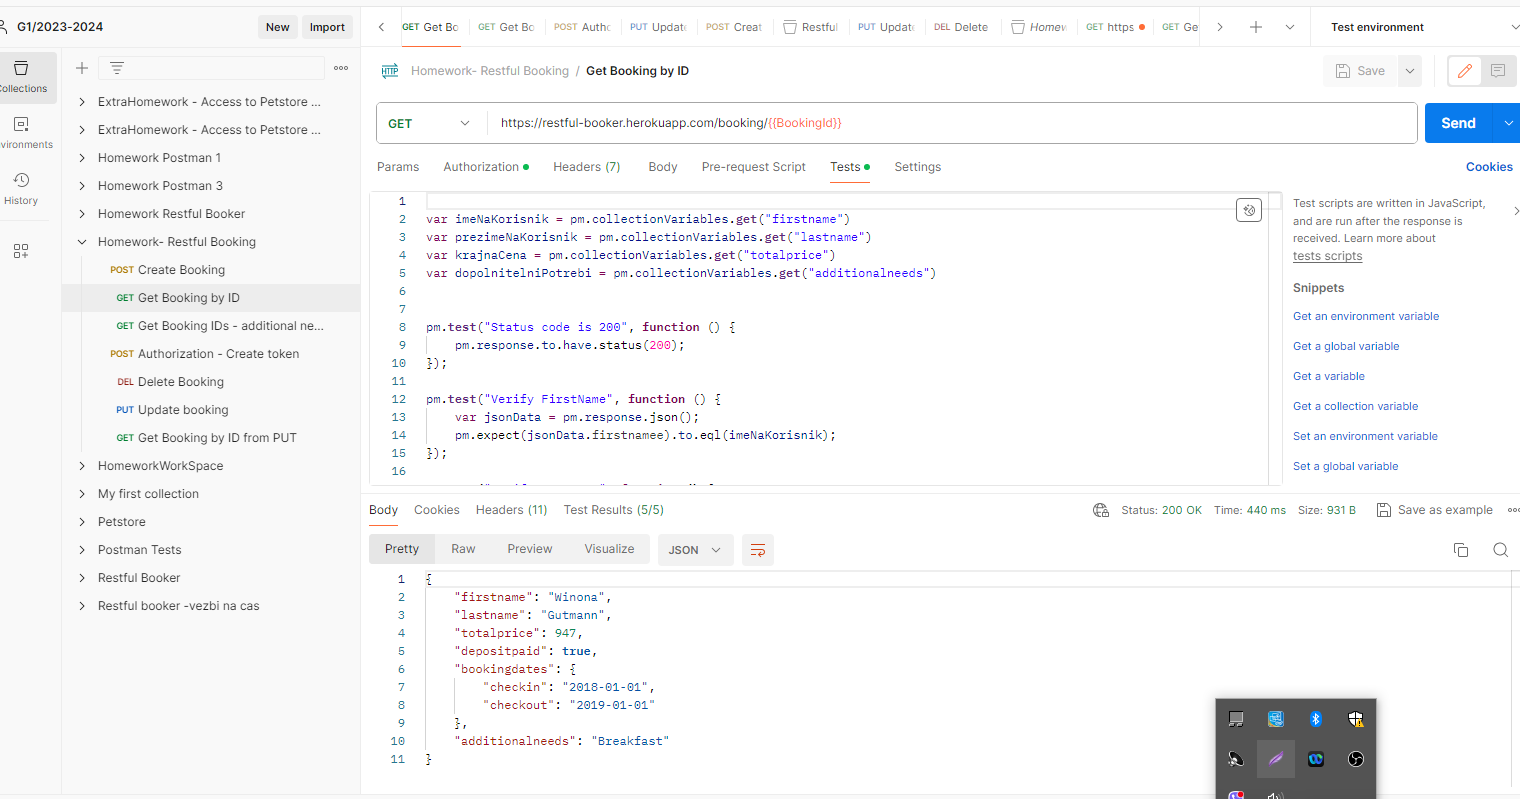 G1/2023-2024
New
Import
GET Get Bo
GET Get Bo
POST Autho
PUT Update
POST Creat
Restful
PUT Update
DEL Delete
Homew
GET https
GET Ge
Test environment
Collections
vironments
History
ExtraHomework - Access to Petstore ...
ExtraHomework - Access to Petstore ...
Homework Postman 1
Homework Postman 3
Homework Restful Booker
Homework- Restful Booking
POST Create Booking
GET Get Booking by ID
GET Get Booking IDs - additional ne...
POST Authorization - Create token
DEL Delete Booking
PUT Update booking
GET Get Booking by ID from PUT
HomeworkWorkSpace
My first collection
Petstore
Postman Tests
Restful Booker
Restful booker -vezbi na cas
HTTP
Homework- Restful Booking / Get Booking by ID
Save
GET
https://restful-booker.herokuapp.com/booking/{{BookingId}}
Send
Params
Authorization
Headers (7)
Body
Pre-request Script
Tests
Settings
Cookies
1
2 var imeNaKorisnik = pm.collectionVariables.get("firstname")
3 var prezimeNaKorisnik = pm.collectionVariables.get("lastname")
4 var krajnaCena = pm.collectionVariables.get("totalprice")
5 var dopolnitelniPotrebi = pm.collectionVariables.get("additionalneeds")
6
7
8 pm.test("Status code is 200", function () {
9 pm.response.to.have.status(200);
10 });
11
12 pm.test("Verify FirstName", function () {
13 var jsonData = pm.response.json();
14 pm.expect(jsonData.firstnamee).to.eql(imeNaKorisnik);
15 });
16
Test scripts are written in JavaScript,
and are run after the response is
received. Learn more about
tests scripts
Snippets
Get an environment variable
Get a global variable
Get a variable
Get a collection variable
Set an environment variable
Set a global variable
Body
Cookies
Headers (11)
Test Results (5/5)
Status: 200 OK
Time: 440 ms
Size: 931 B
Save as example
Pretty
Raw
Preview
Visualize
JSON
1 {
2 "firstname": "Winona",
3 "lastname": "Gutmann",
4 "totalprice": 947,
5 "depositpaid": true,
6 "bookingdates": {
7 "checkin": "2018-01-01",
8 "checkout": "2019-01-01"
9 },
10 "additionalneeds": "Breakfast"
11 }